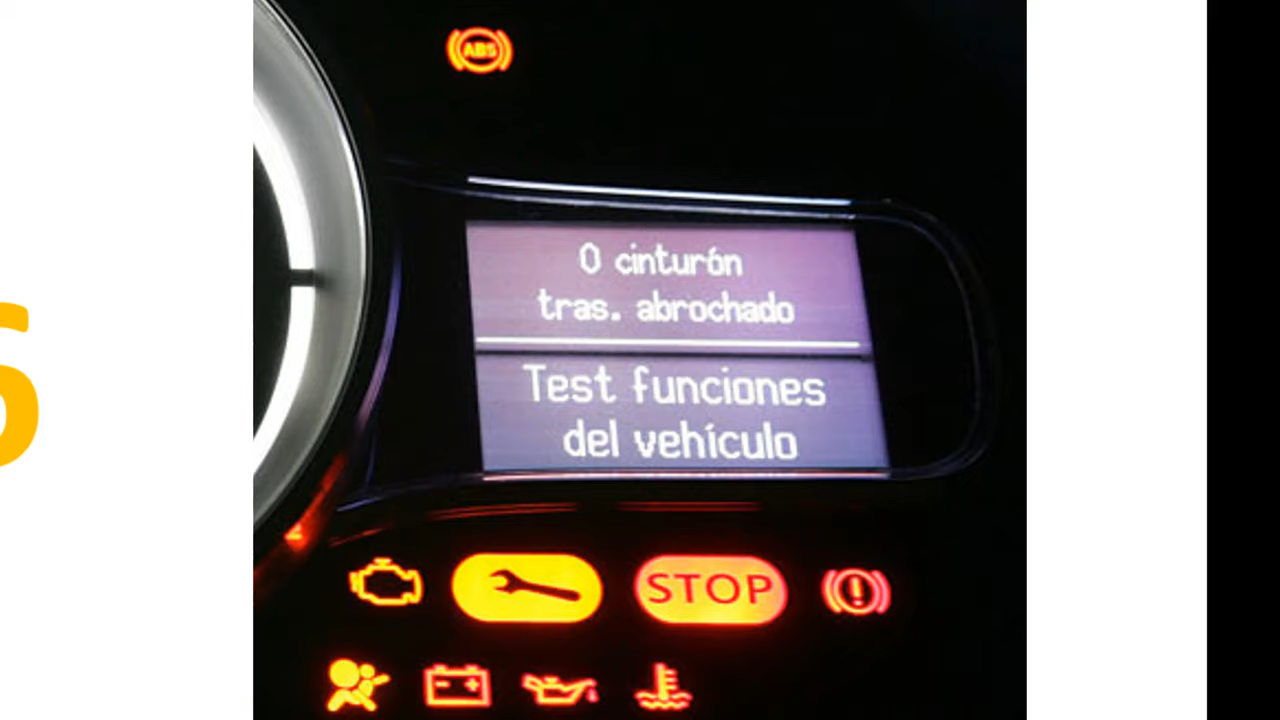 ABS
0 cinturón
tras. abrochado
Test funciones
del vehículo
STOP